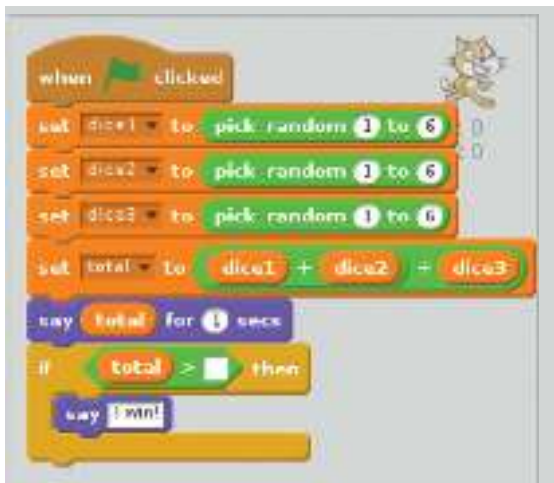 when clicked
set dice1 to pick random 1 to 6
set dice2 to pick random 1 to 6
set dice3 to pick random 1 to 6
set total to dice1 + dice2 + dice3
say total for 1 secs
if total > then
say I win!